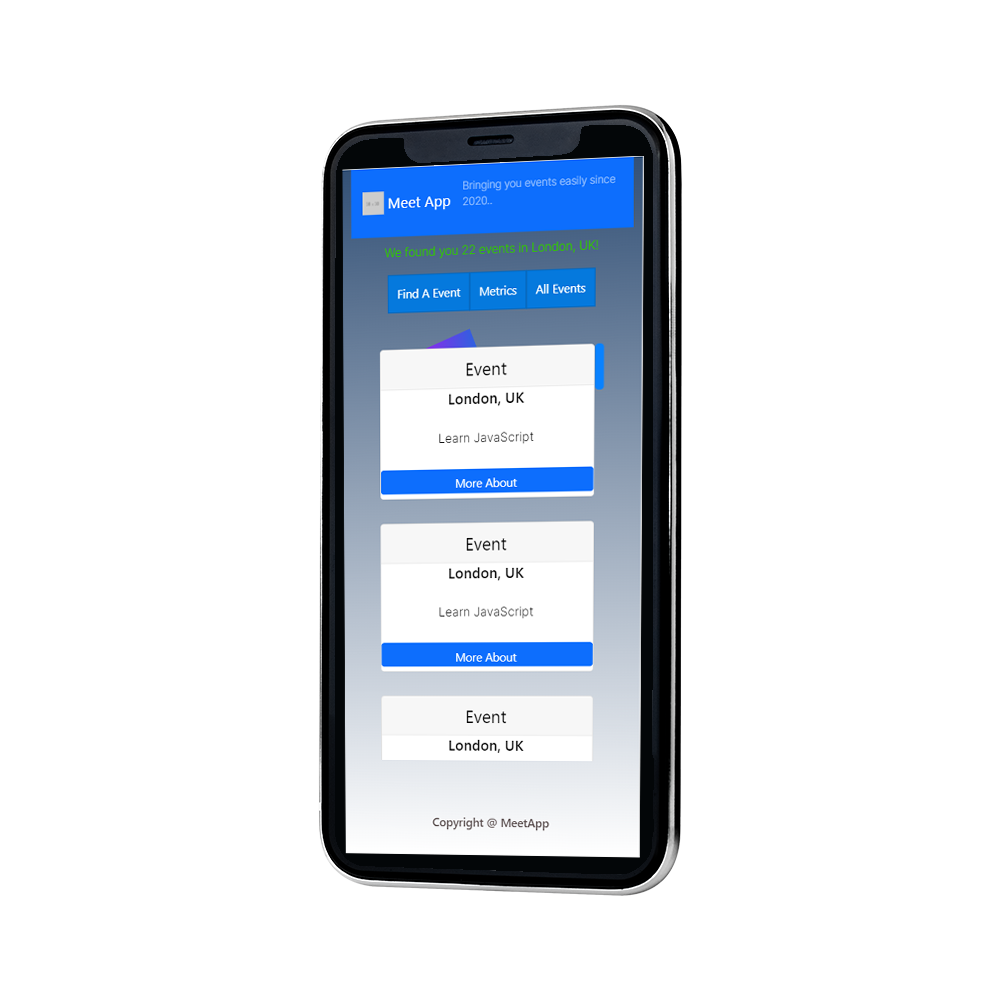 Bringing you events easily since
Meet App
2020..
We found you 22 events in London, UK!
Find A Event
Metrics
All Events
Event
London, UK
Learn JavaScript
More About
Event
London, UK
Learn JavaScript
More About
Event
London, UK
Copyright @ MeetApp